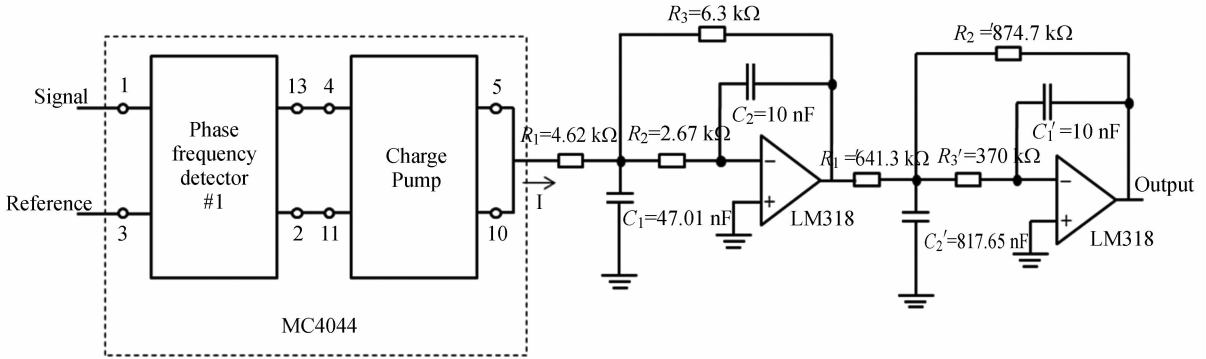 R3=6.3 kΩ
R2'=874.7kΩ
Signal
1
13
4
5
C2=10 nF
C1'=10 nF
Phase
frequency
detector
#1
Charge
Pump
R1=4.62 kΩ
R2=2.67 kΩ
R1'=641.3 kΩ
R3'=370 kΩ
−
−
Output
Reference
3
2
11
10
I
C1=47.01 nF
+
LM318
C2'=817.65 nF
+
LM318
MC4044